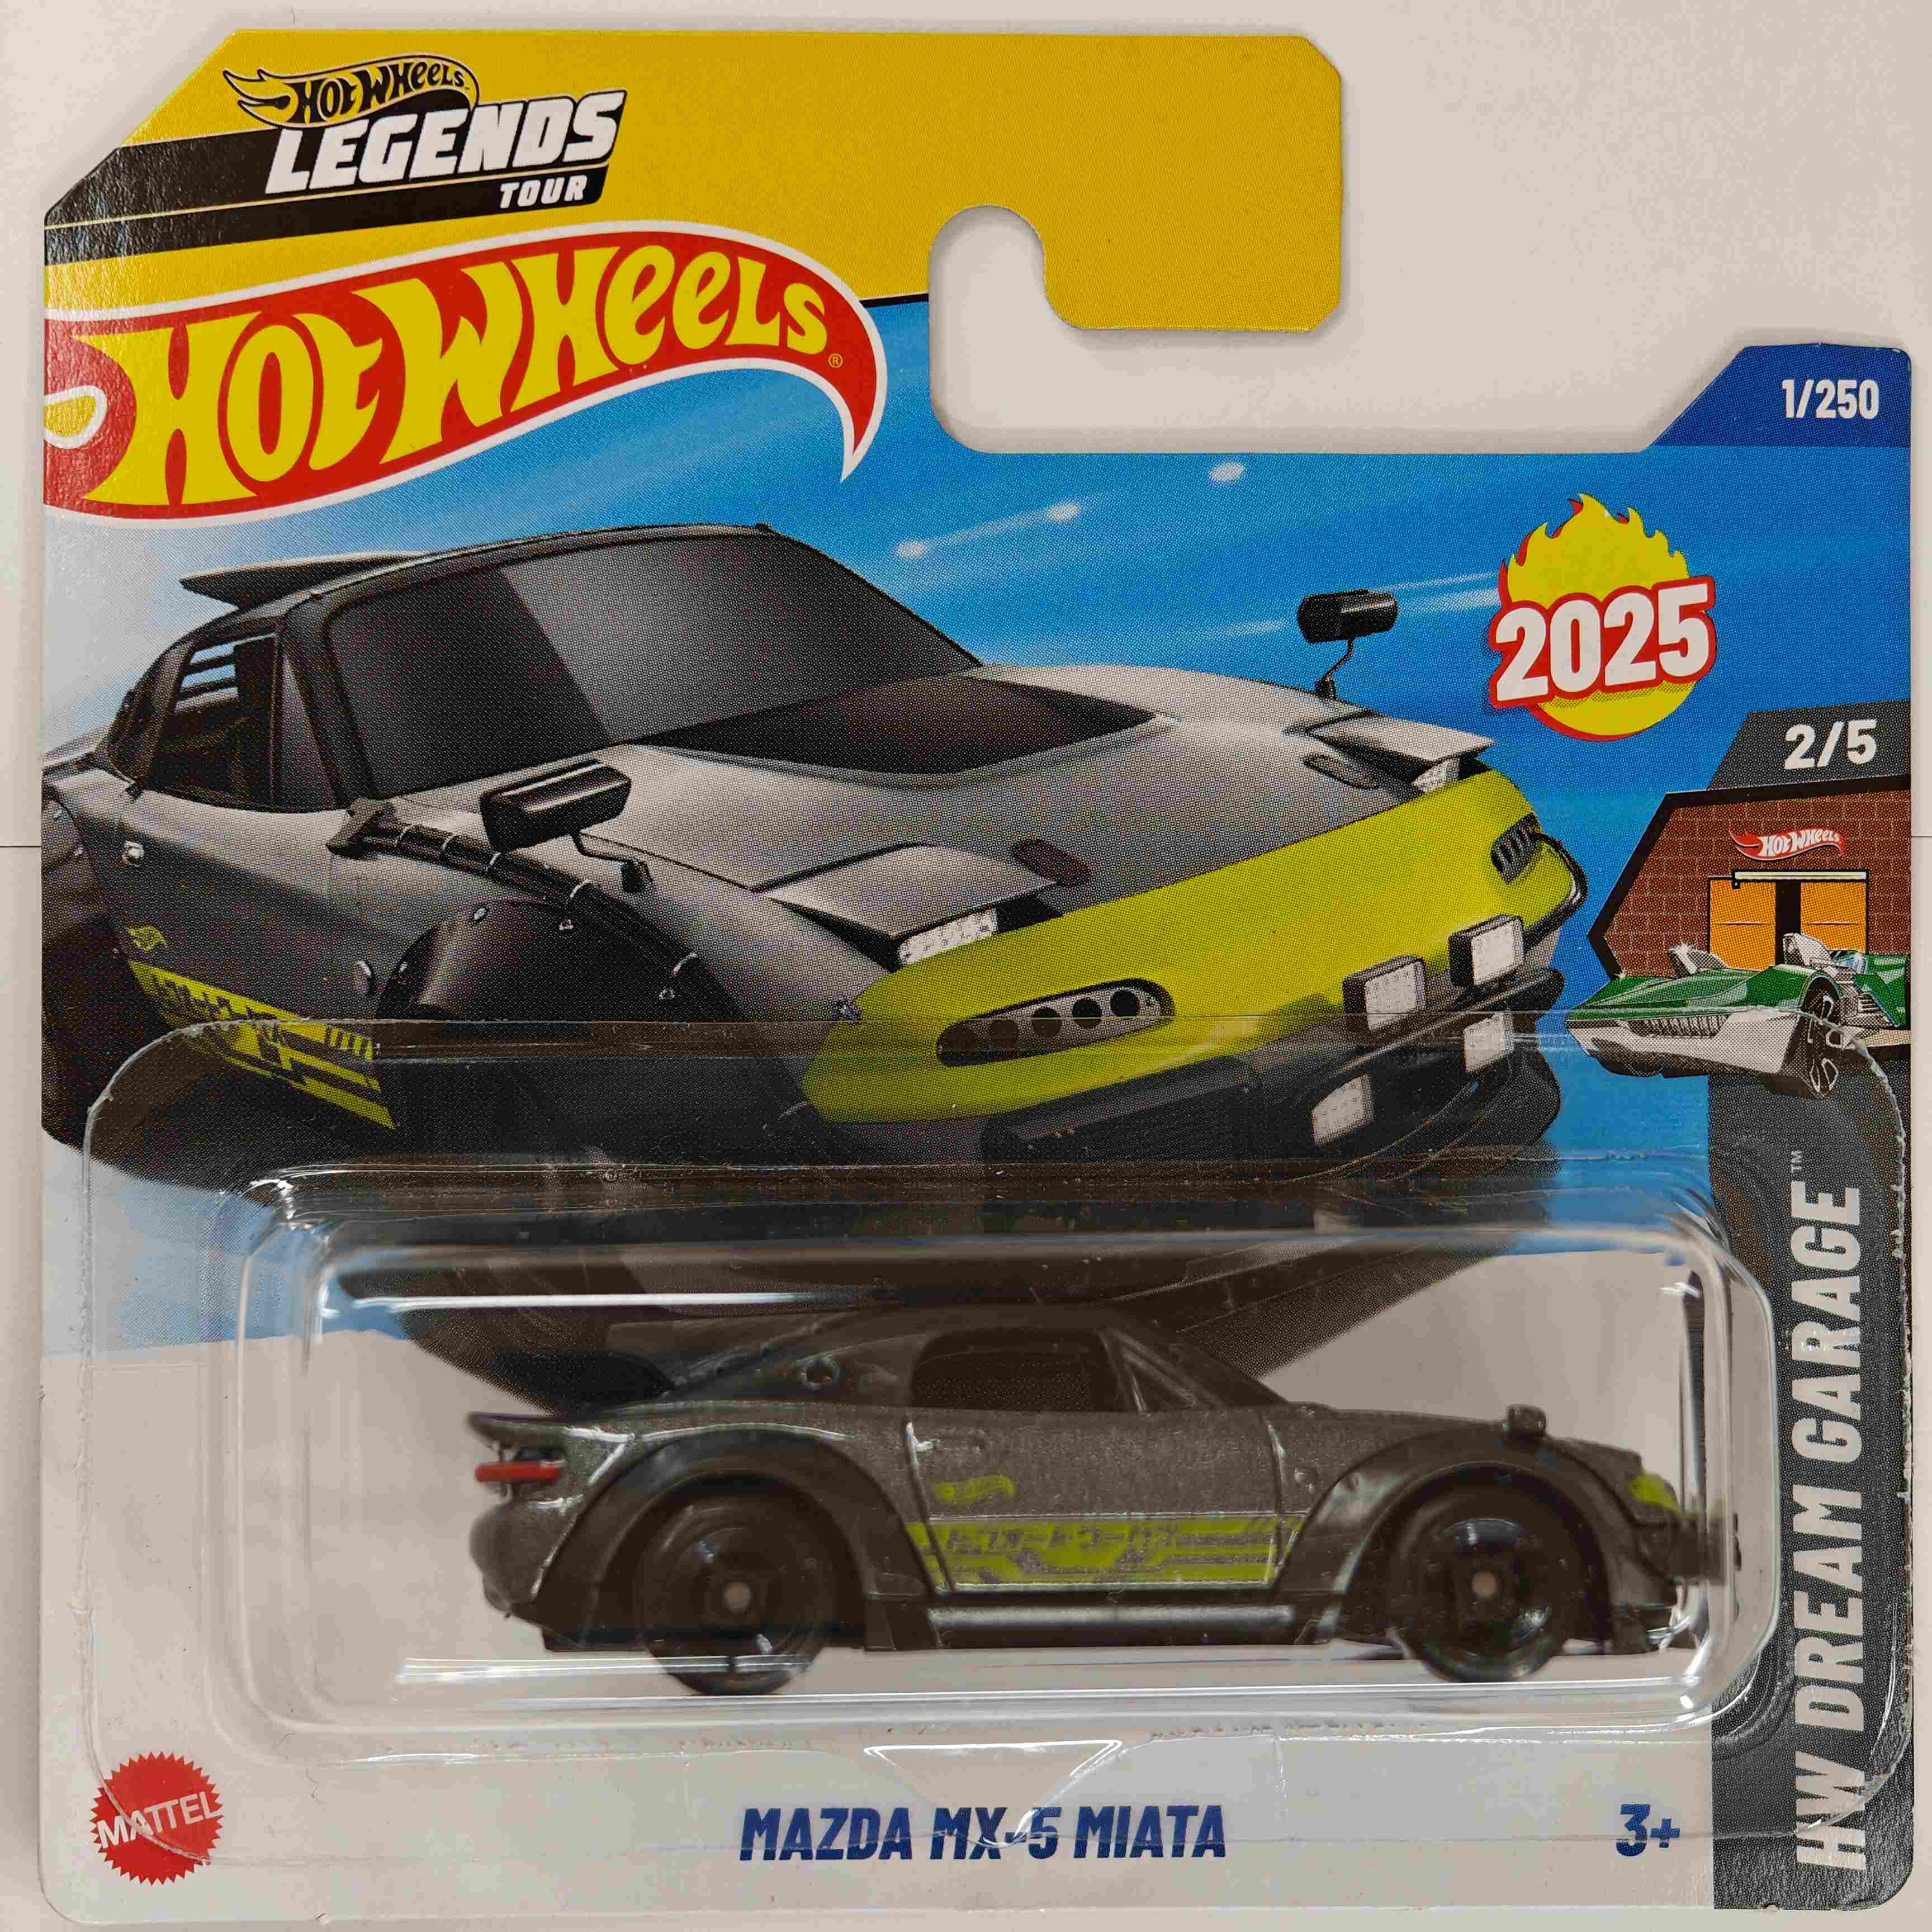 HOT WHEELS
LEGENDS
TOUR
HOT WHEELS®
1/250
2025
2/5
HOT WHEELS
HW DREAM GARAGE™
MATTEL
MAZDA MX-5 MIATA
3+